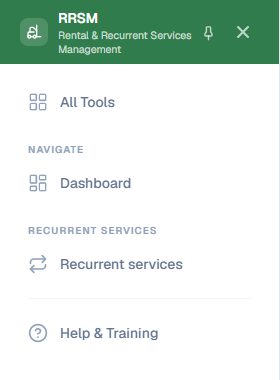 RRSM
Rental & Recurrent Services
Management
All Tools
NAVIGATE
Dashboard
RECURRENT SERVICES
Recurrent services
Help & Training